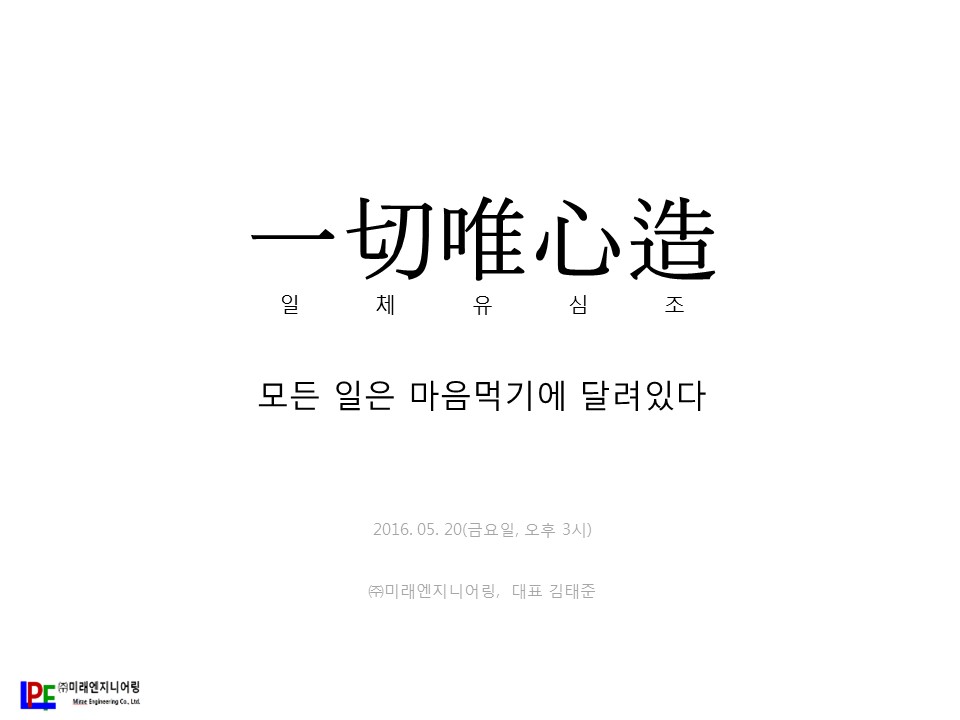 一切唯心造
일 체 유 심 조
모든 일은 마음먹기에 달려있다
2016. 05. 20(금요일, 오후 3시)
㈜미래엔지니어링, 대표 김태준
LPE ㈜미래엔지니어링
Mirae Engineering Co., Ltd.